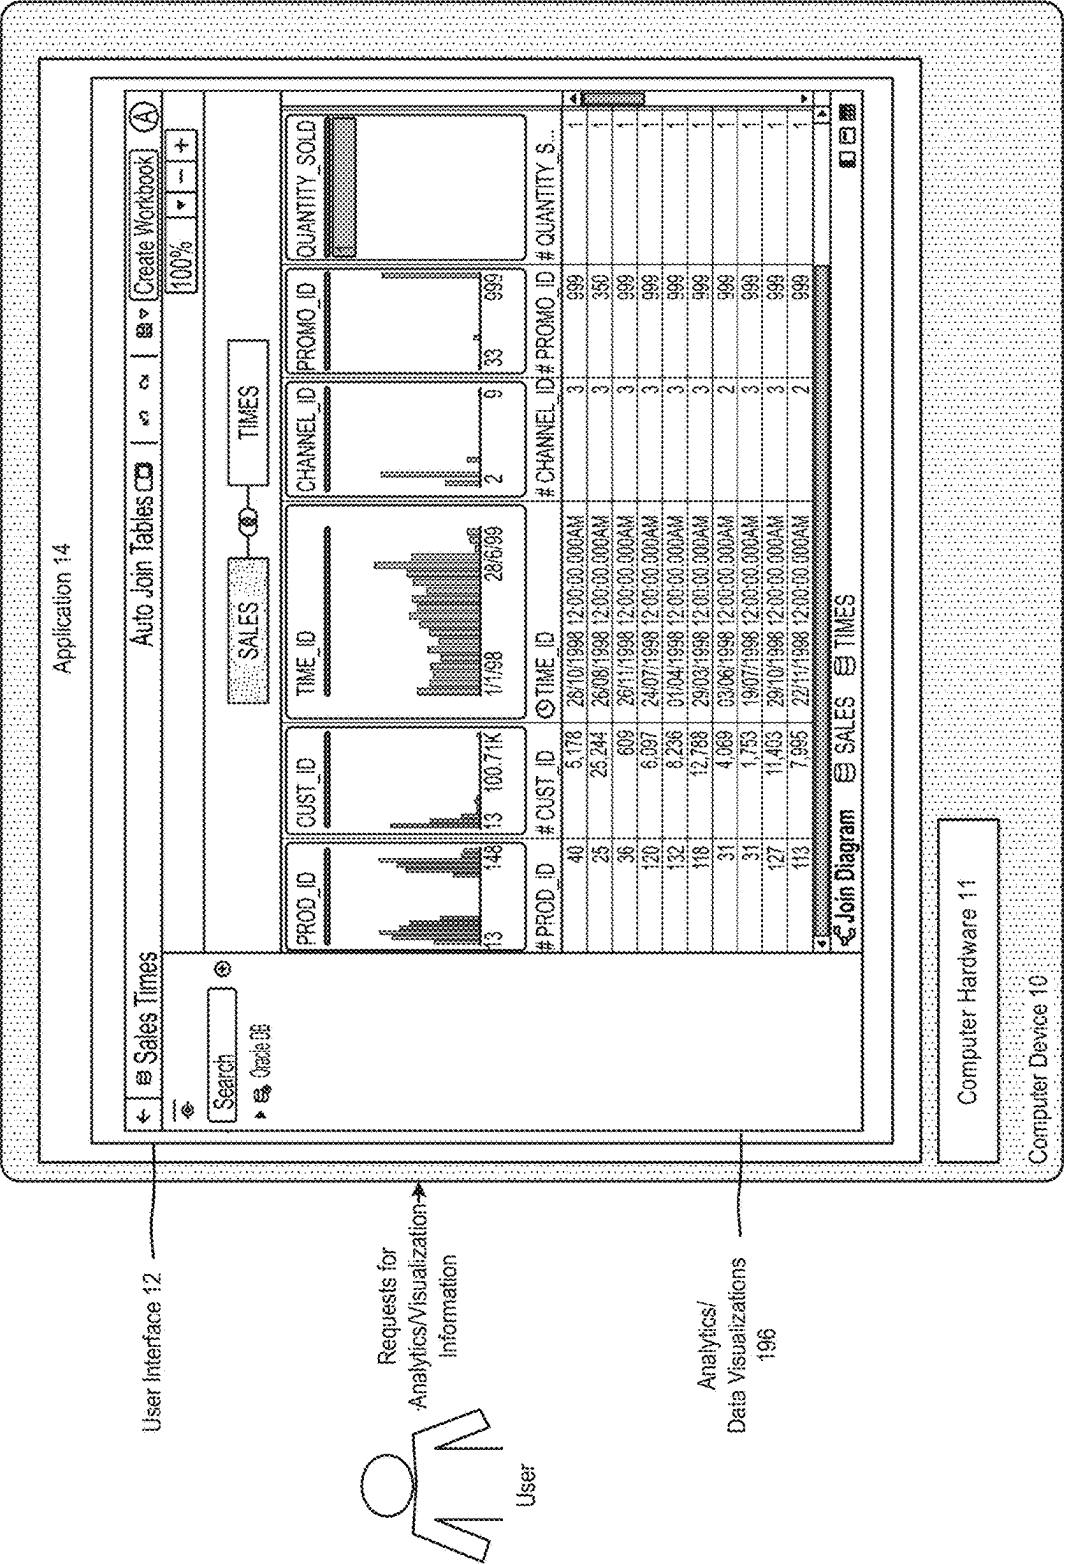 Application 14
Sales Times
Auto Join Tables
Create Workbook
A
100%
Search
Oracle DB
SALES
TIMES
PROD_ID
13
148
CUST_ID
13
100.71K
TIME_ID
1/1/98
28/6/99
CHANNEL_ID
2
9
PROMO_ID
33
999
QUANTITY_SOLD
1
# PROD_ID # CUST_ID TIME_ID # CHANNEL_ID # PROMO_ID # QUANTITY_S...
40 5,178 28/10/1998 12:00:00.000AM 3 999 1
25 25,244 26/08/1998 12:00:00.000AM 3 350 1
36 609 26/11/1998 12:00:00.000AM 3 999 1
120 6,097 24/07/1998 12:00:00.000AM 3 999 1
132 8,236 01/04/1998 12:00:00.000AM 3 999 1
118 12,788 29/03/1998 12:00:00.000AM 3 999 1
31 4,069 03/06/1998 12:00:00.000AM 2 999 1
31 1,753 19/07/1998 12:00:00.000AM 3 999 1
127 11,403 29/10/1998 12:00:00.000AM 3 999 1
113 7,995 22/11/1998 12:00:00.000AM 2 999 1
Join Diagram
SALES
TIMES
Computer Hardware 11
Computer Device 10
User Interface 12
Requests for
Analytics/Visualization
Information
User
Analytics/
Data Visualizations
196